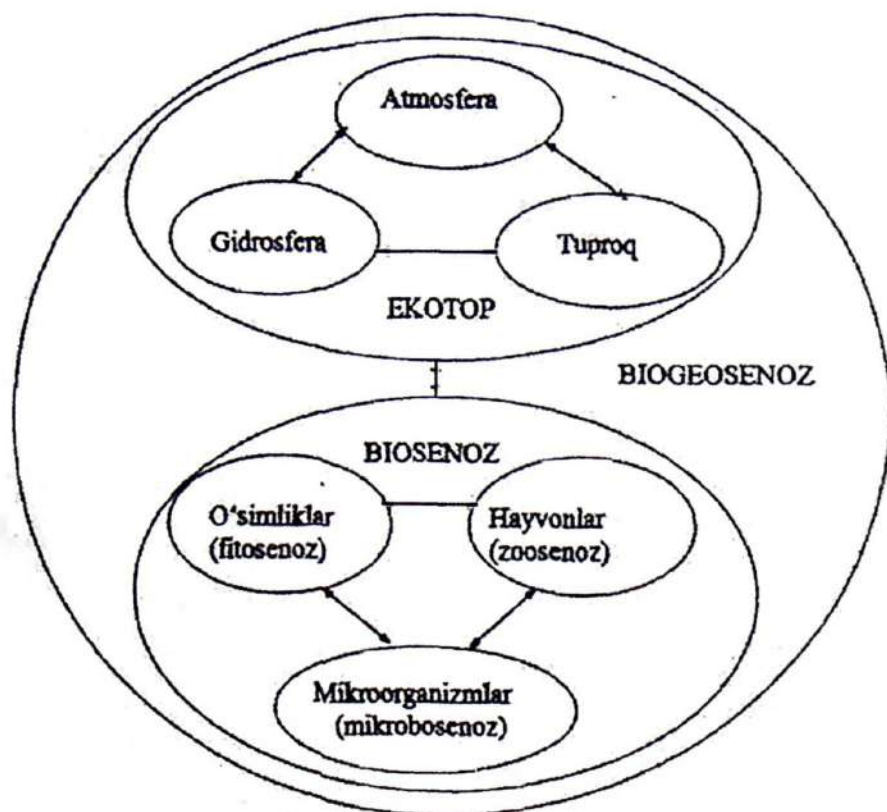 Atmosfera
Gidrosfera
Tuproq
EKOTOP
BIOGEOSENOZ
BIOSENOZ
O‘simliklar
(fitosenoz)
Hayvonlar
(zoosenoz)
Mikroorganizmlar
(mikrobosenoz)